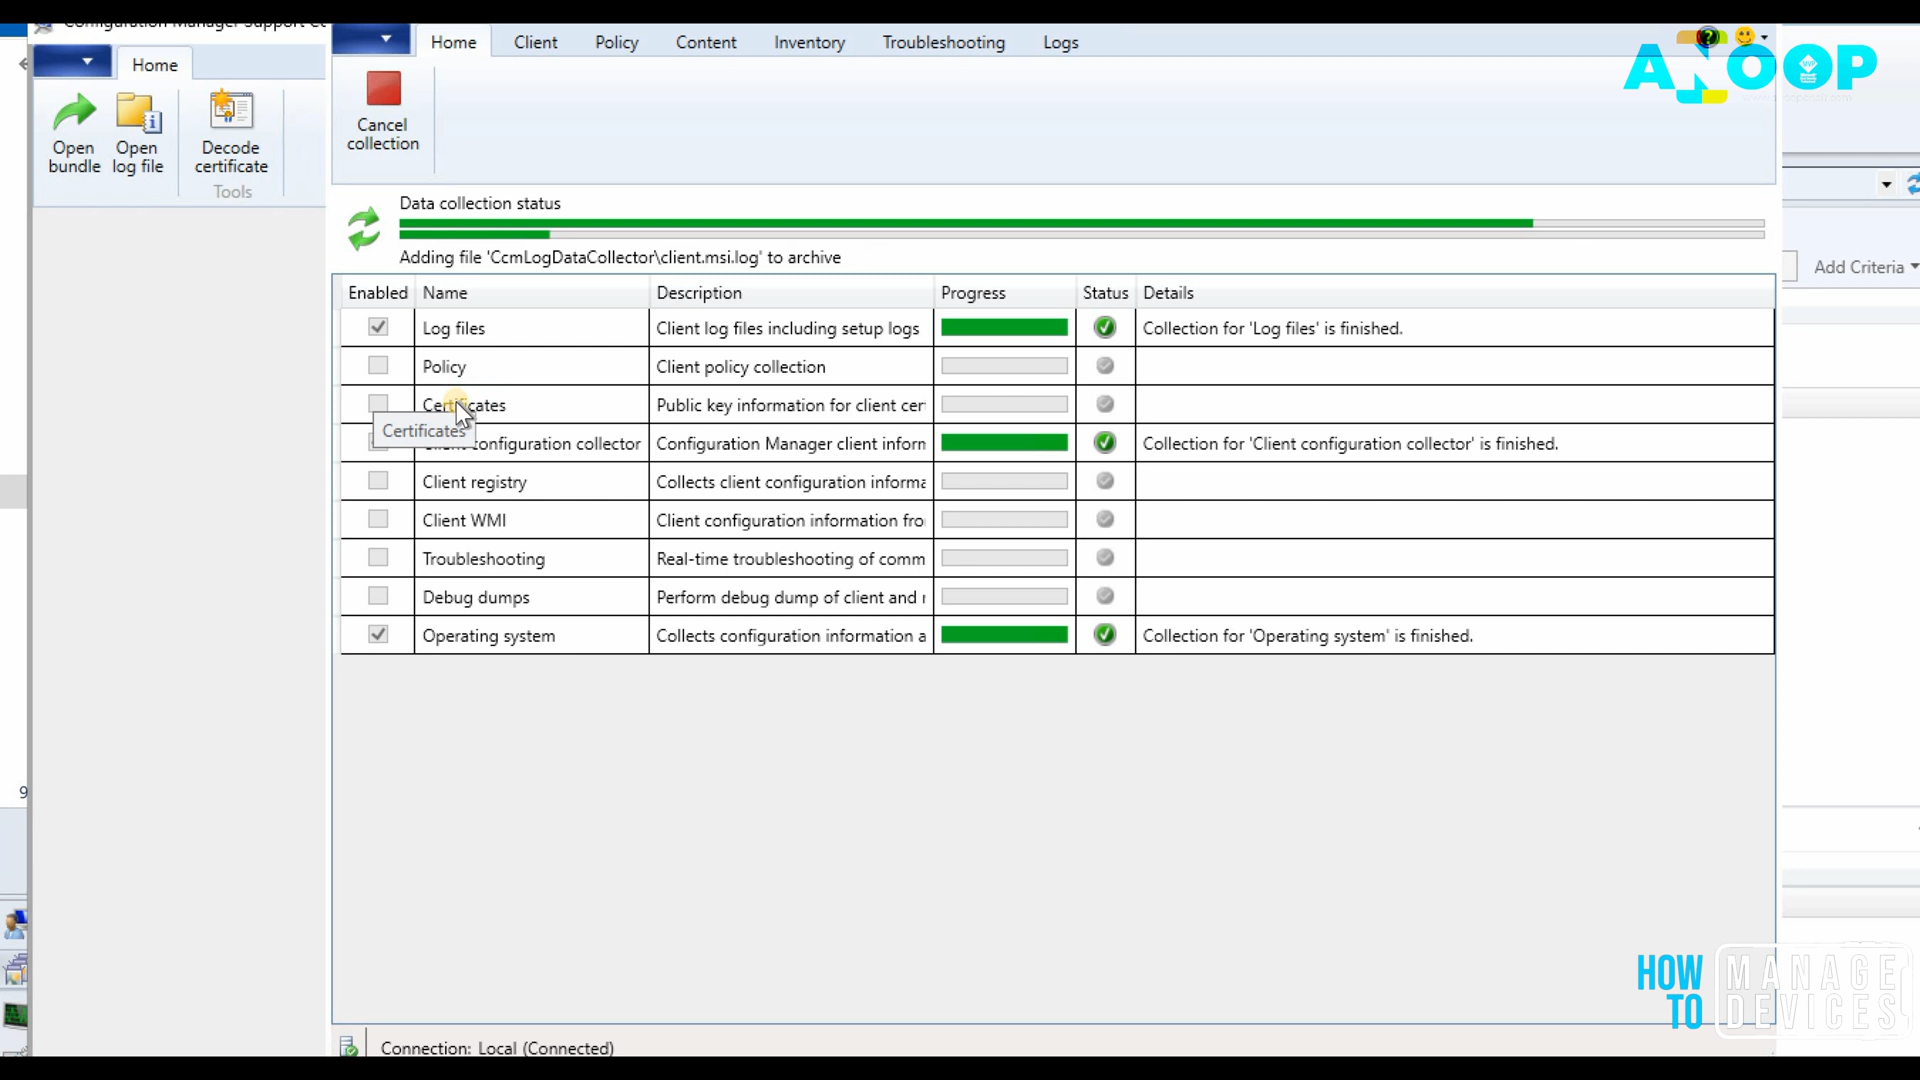 Home
Open bundle
Open log file
Decode certificate
Tools
Home Client Policy Content Inventory Troubleshooting Logs
ANOOP
Cancel collection
Data collection status
Adding file 'CcmLogDataCollector\client.msi.log' to archive
Add Criteria
Enabled Name Description Progress Status Details
Log files Client log files including setup logs Collection for 'Log files' is finished.
Policy Client policy collection
Certificates Public key information for client cer
Certificates
configuration collector Configuration Manager client inform Collection for 'Client configuration collector' is finished.
Client registry Collects client configuration informa
Client WMI Client configuration information fro
Troubleshooting Real-time troubleshooting of comm
Debug dumps Perform debug dump of client and r
Operating system Collects configuration information a Collection for 'Operating system' is finished.
9
HOW TO
MANAGE DEVICES
Connection: Local (Connected)